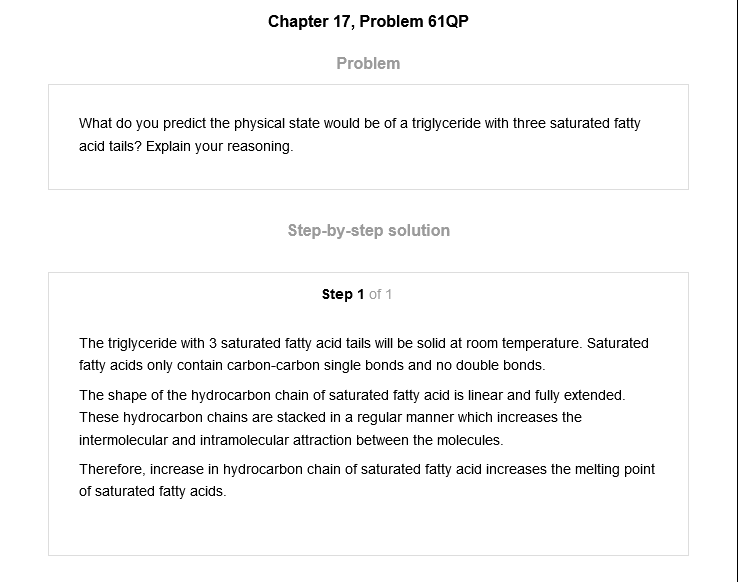 Chapter 17, Problem 61QP
Problem
What do you predict the physical state would be of a triglyceride with three saturated fatty
acid tails? Explain your reasoning.
Step-by-step solution
Step 1 of 1
The triglyceride with 3 saturated fatty acid tails will be solid at room temperature. Saturated
fatty acids only contain carbon-carbon single bonds and no double bonds.
The shape of the hydrocarbon chain of saturated fatty acid is linear and fully extended.
These hydrocarbon chains are stacked in a regular manner which increases the
intermolecular and intramolecular attraction between the molecules.
Therefore, increase in hydrocarbon chain of saturated fatty acid increases the melting point
of saturated fatty acids.